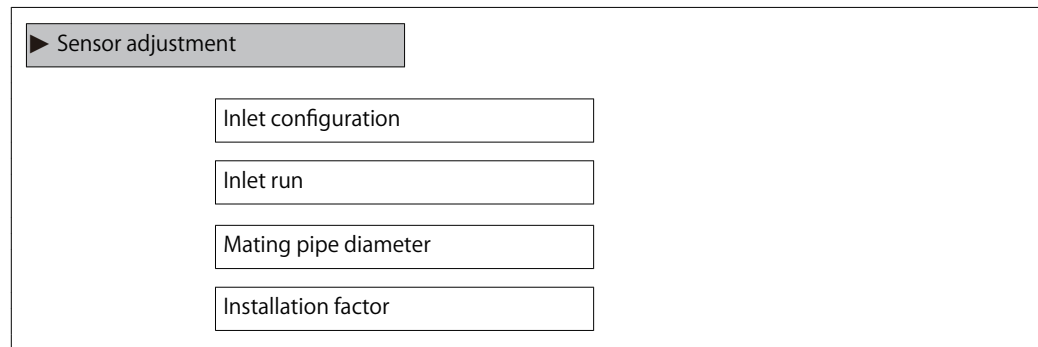 Sensor adjustment
Inlet configuration
Inlet run
Mating pipe diameter
Installation factor